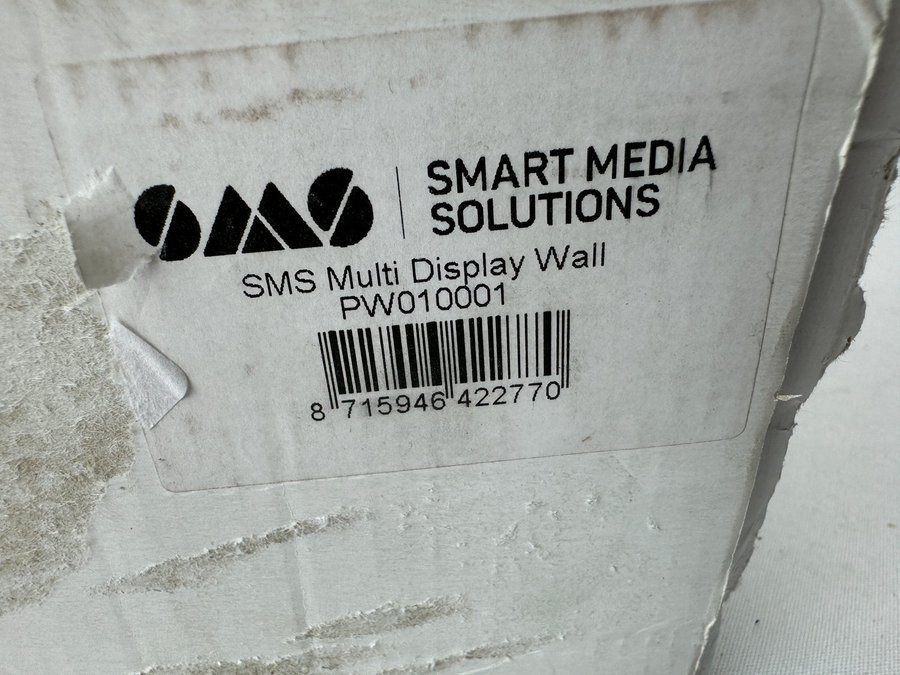 SMS | SMART MEDIA
SOLUTIONS
SMS Multi Display Wall
PW010001
8 715946 422770